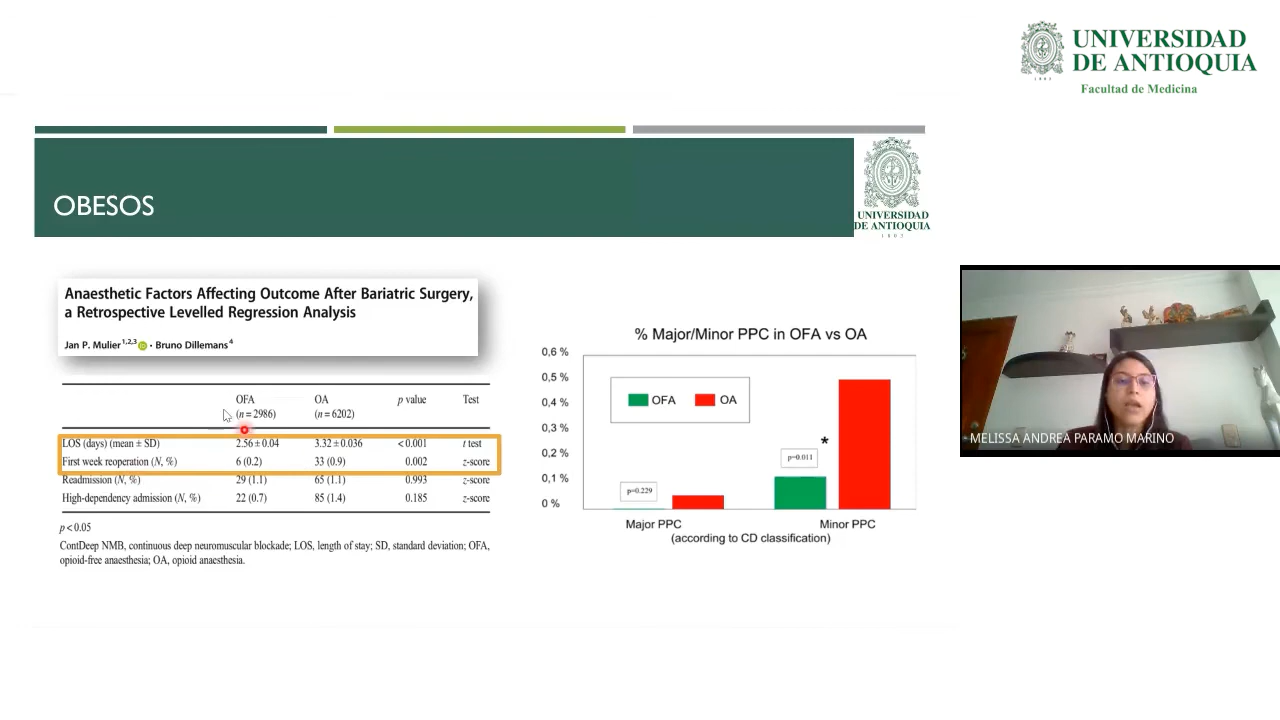 UNIVERSIDAD
DE ANTIOQUIA
1803
Facultad de Medicina
OBESOS
UNIVERSIDAD
DE ANTIOQUIA
1803
Anaesthetic Factors Affecting Outcome After Bariatric Surgery,
a Retrospective Levelled Regression Analysis
Jan P. Mulier1,2,3 iD · Bruno Dillemans4
OFA OA p value Test
(n = 2986) (n = 6202)
LOS (days) (mean ± SD) 2.56 ± 0.04 3.32 ± 0.036 < 0.001 t test
First week reoperation (N, %) 6 (0.2) 33 (0.9) 0.002 z-score
Readmission (N, %) 29 (1.1) 65 (1.1) 0.993 z-score
High-dependency admission (N, %) 22 (0.7) 85 (1.4) 0.185 z-score
p < 0.05
ContDeep NMB, continuous deep neuromuscular blockade; LOS, length of stay; SD, standard deviation; OFA,
opioid-free anaesthesia; OA, opioid anaesthesia.
% Major/Minor PPC in OFA vs OA
0,6 %
0,5 %
0,4 %
0,3 %
0,2 %
0,1 %
0 %
OFA OA
*
p=0.011
p=0.229
Major PPC Minor PPC
(according to CD classification)
MELISSA ANDREA PARAMO MARINO